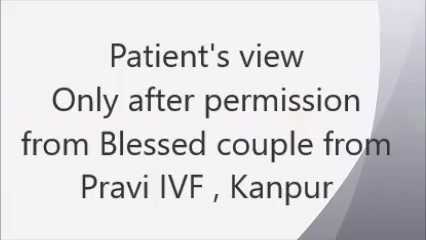 Patient's view
Only after permission
from Blessed couple from
Pravi IVF , Kanpur